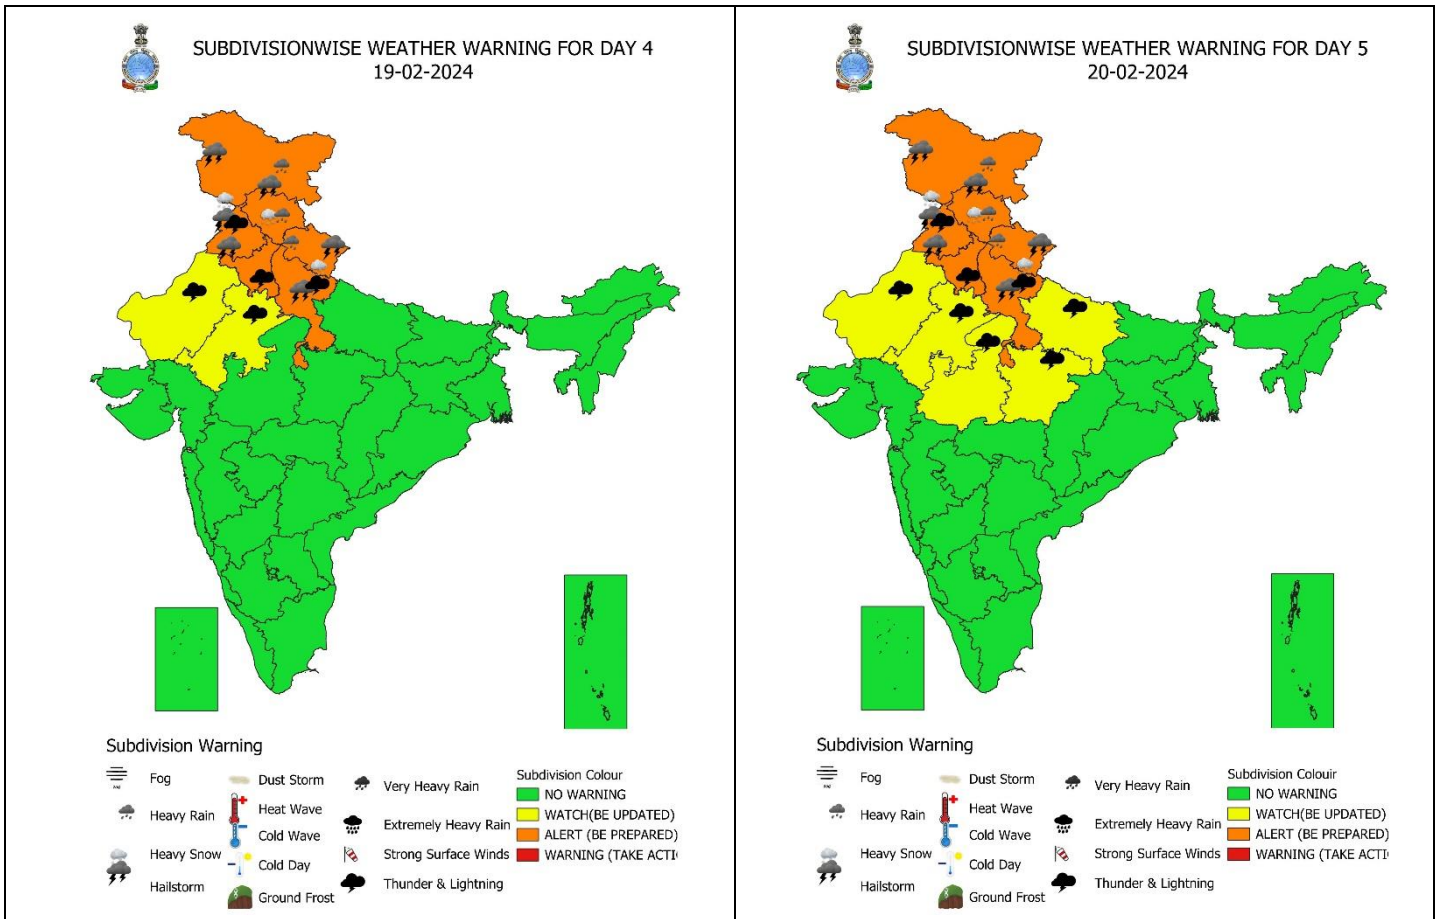 SUBDIVISIONWISE WEATHER WARNING FOR DAY 4
19-02-2024
Subdivision Warning
Fog
Heavy Rain
Heavy Snow
Hailstorm
Dust Storm
Heat Wave
Cold Wave
Cold Day
Ground Frost
Very Heavy Rain
Extremely Heavy Rain
Strong Surface Winds
Thunder & Lightning
Subdivision Colour
NO WARNING
WATCH(BE UPDATED)
ALERT (BE PREPARED)
WARNING (TAKE ACTI
SUBDIVISIONWISE WEATHER WARNING FOR DAY 5
20-02-2024
Subdivision Warning
Fog
Heavy Rain
Heavy Snow
Hailstorm
Dust Storm
Heat Wave
Cold Wave
Cold Day
Ground Frost
Very Heavy Rain
Extremely Heavy Rain
Strong Surface Winds
Thunder & Lightning
Subdivision Colouir
NO WARNING
WATCH(BE UPDATED)
ALERT (BE PREPARED)
WARNING (TAKE ACTI